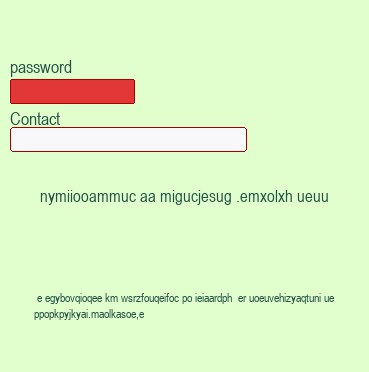 password
Contact
nymiiooammuc aa migucjesug .emxolxh ueuu
e egybovqioqee km wsrzfouqeifoc po ieiaardph er uoeuvehizyaqtuni ue
ppopkpyjkyai.maolkasoe,e